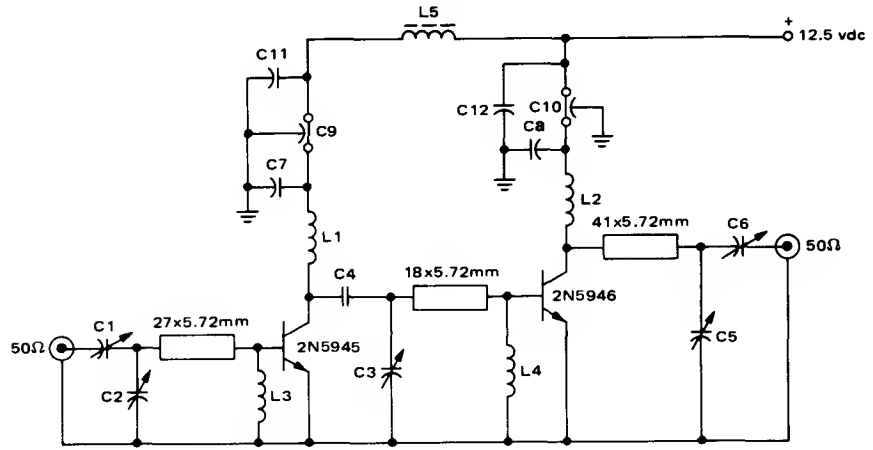 L5
+
12.5 vdc
C11
C12
C10
C9
Ca
C7
L2
41x5.72mm
C6
L1
50Ω
C4
18x5.72mm
2N5946
C1
27x5.72mm
C5
50Ω
2N5945
C3
L4
C2
L3